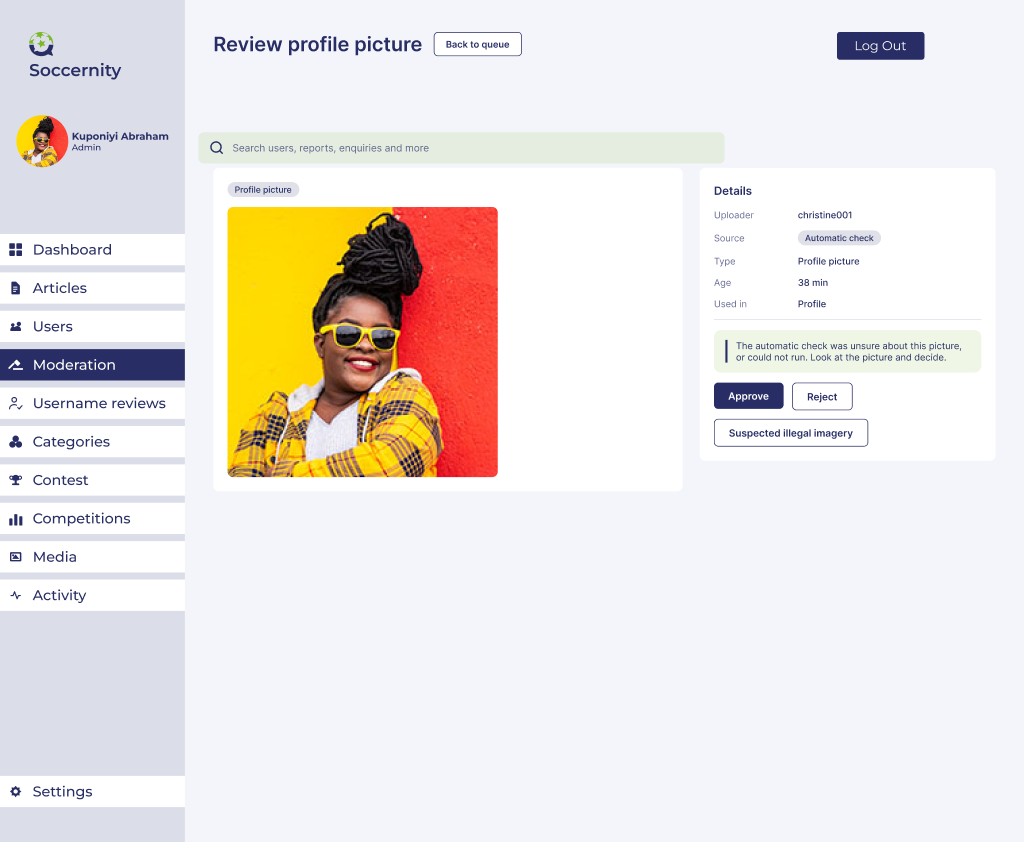 Soccernity
Kuponiyi Abraham
Admin
Dashboard
Articles
Users
Moderation
Username reviews
Categories
Contest
Competitions
Media
Activity
Settings
Review profile picture
Back to queue
Log Out
Search users, reports, enquiries and more
Profile picture
Details
Uploader christine001
Source Automatic check
Type Profile picture
Age 38 min
Used in Profile
The automatic check was unsure about this picture,
or could not run. Look at the picture and decide.
Approve Reject
Suspected illegal imagery